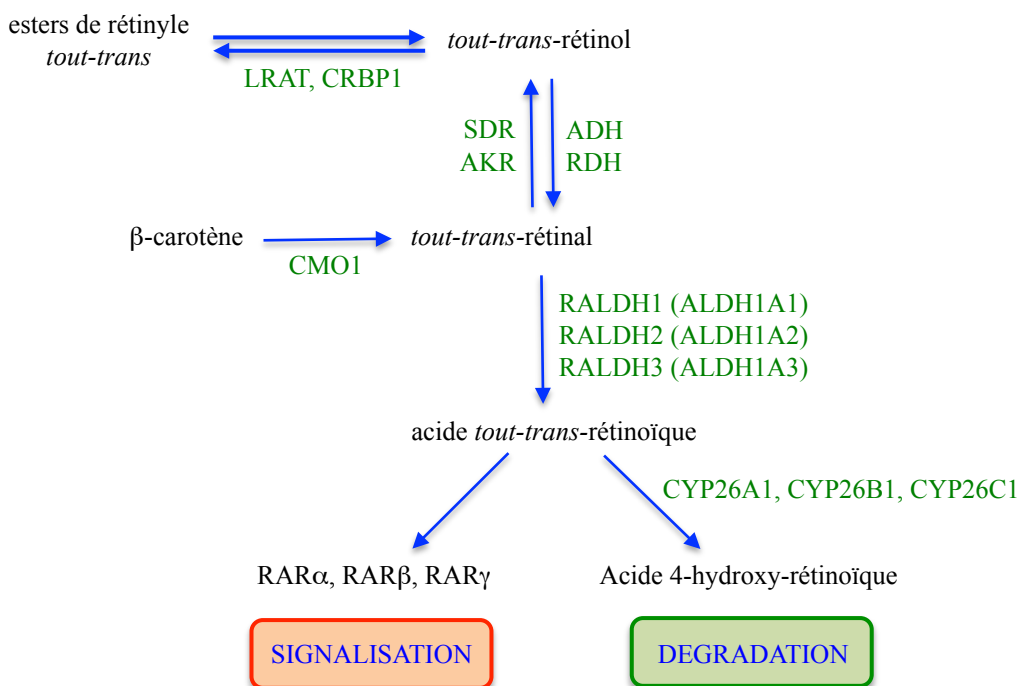 esters de rétinyle
tout-trans
tout-trans-rétinol
LRAT, CRBP1
SDR
AKR
ADH
RDH
β-carotène
tout-trans-rétinal
CMO1
RALDH1 (ALDH1A1)
RALDH2 (ALDH1A2)
RALDH3 (ALDH1A3)
acide tout-trans-rétinoïque
CYP26A1, CYP26B1, CYP26C1
RARα, RARβ, RARγ
Acide 4-hydroxy-rétinoïque
SIGNALISATION
DEGRADATION